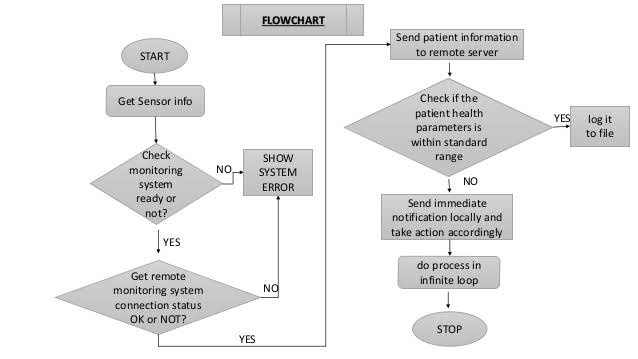 FLOWCHART
START
Get Sensor info
Check
monitoring
system
ready or
not?
NO
SHOW
SYSTEM
ERROR
YES
Get remote
monitoring system
connection status
OK or NOT?
NO
YES
Send patient information
to remote server
Check if the
patient health
parameters is
within standard
range
YES
log it
to file
NO
Send immediate
notification locally and
take action accordingly
do process in
infinite loop
STOP